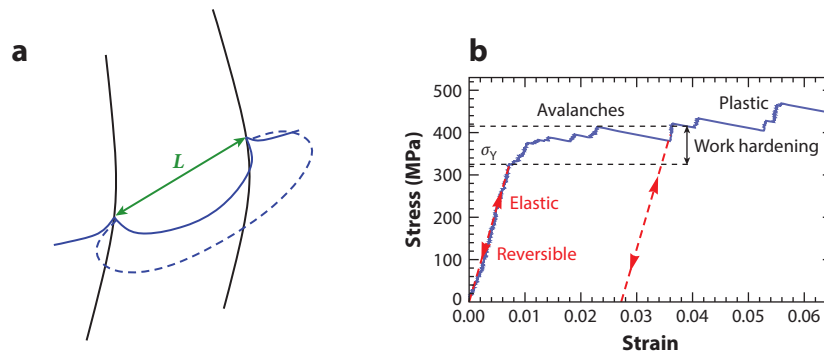 a
L
b
Stress (MPa)
500
400
300
200
100
0
Avalanches
Plastic
σY
Work hardening
Elastic
Reversible
0.00 0.01 0.02 0.03 0.04 0.05 0.06
Strain